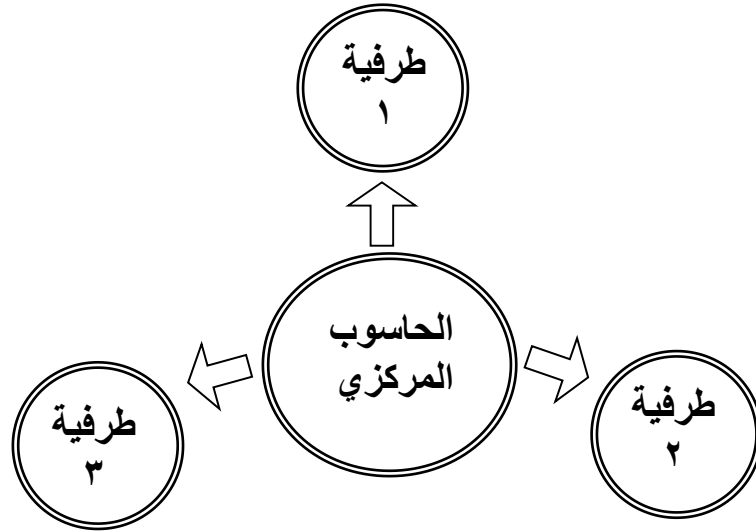 طرفية
١
الحاسوب
المركزي
طرفية
٢
طرفية
٣